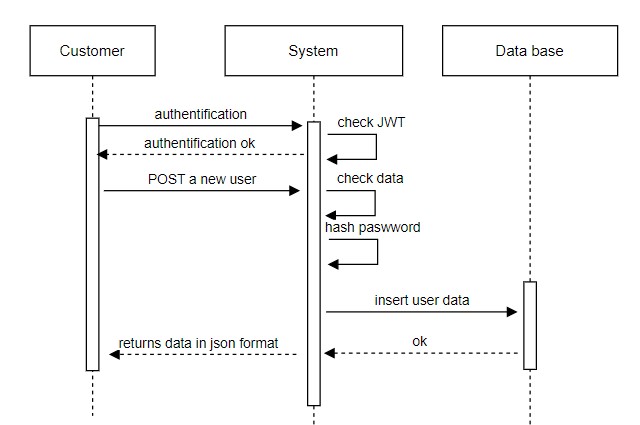 Customer
System
Data base
authentification
check JWT
authentification ok
POST a new user
check data
hash paswword
insert user data
returns data in json format
ok